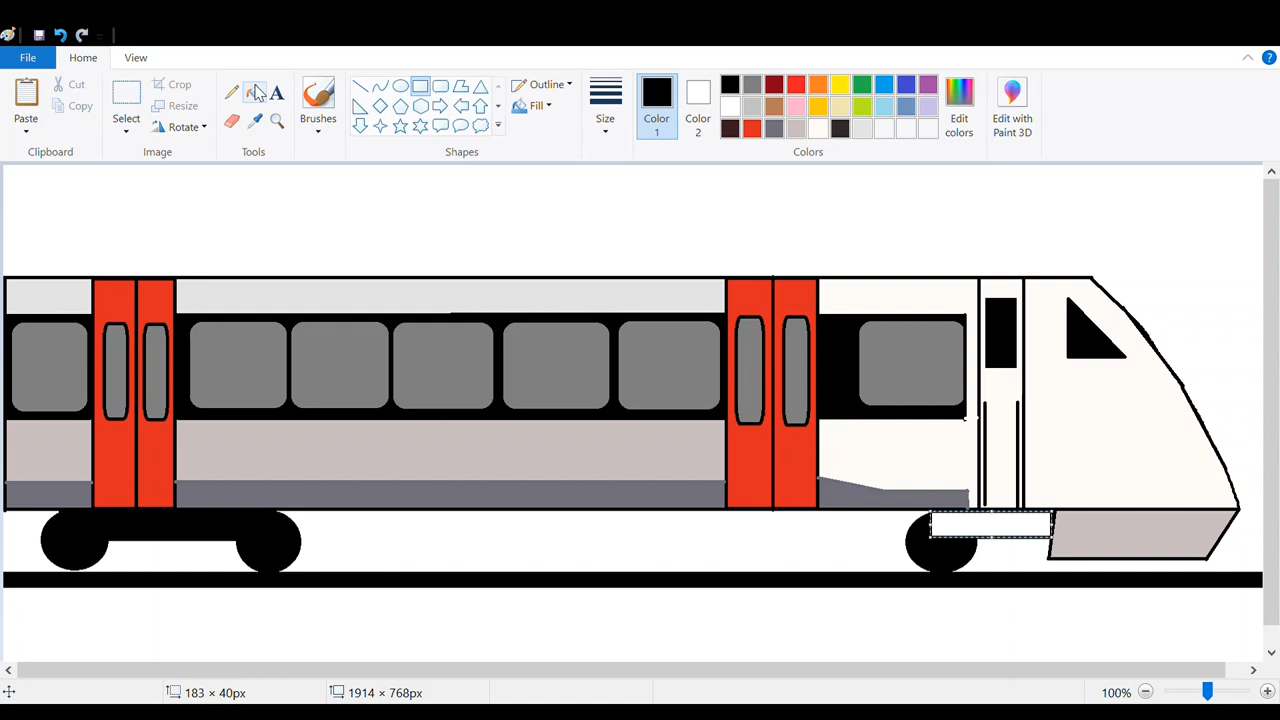 File Home View
Paste
Cut
Copy
Clipboard
Select
Crop
Resize
Rotate
Image
A
Tools
Brushes
Shapes
Outline
Fill
Size
Color
1
Color
2
Edit
colors
Colors
Edit with
Paint 3D
183 × 40px 1914 × 768px 100%